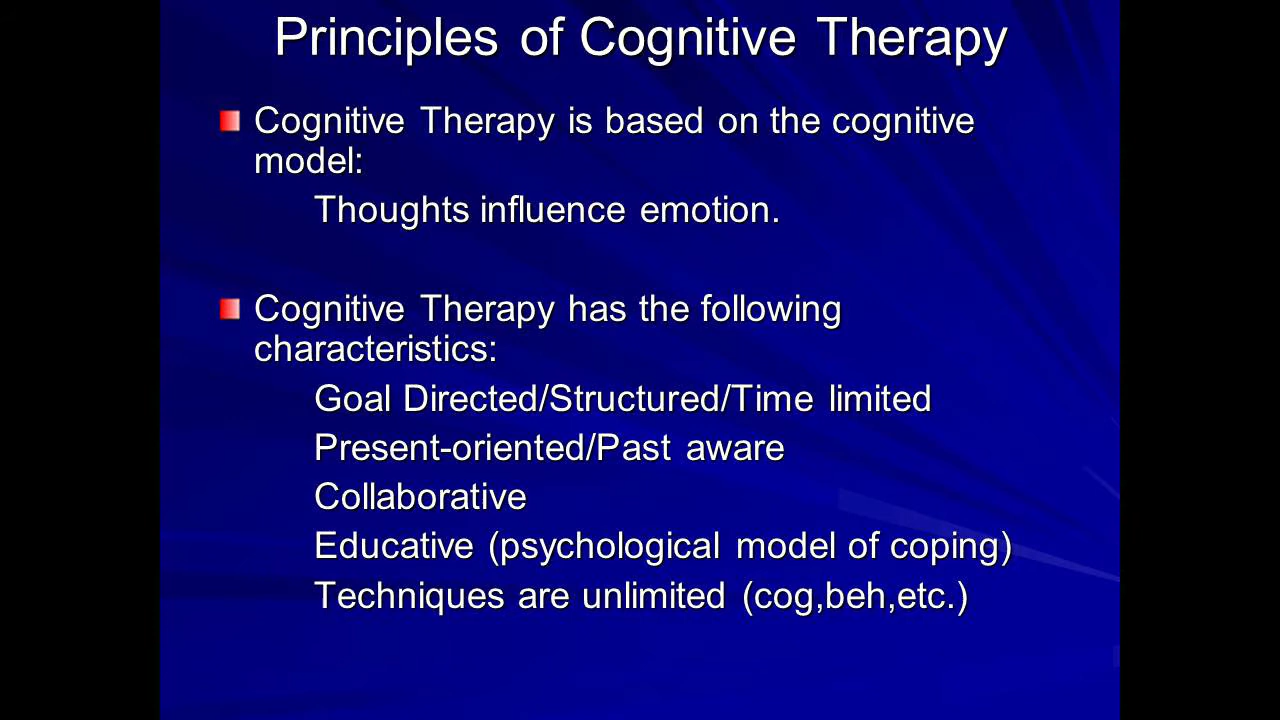 Principles of Cognitive Therapy
Cognitive Therapy is based on the cognitive
model:
Thoughts influence emotion.
Cognitive Therapy has the following
characteristics:
Goal Directed/Structured/Time limited
Present-oriented/Past aware
Collaborative
Educative (psychological model of coping)
Techniques are unlimited (cog,beh,etc.)